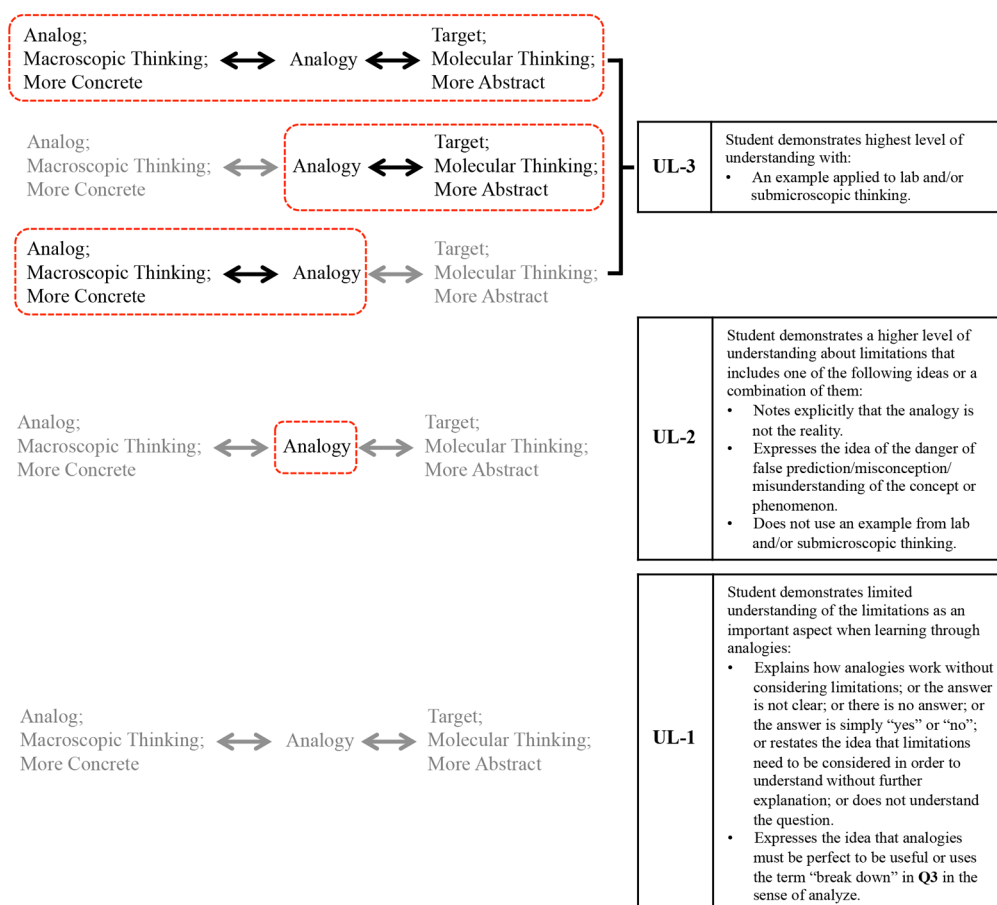 Analog;
Macroscopic Thinking;
More Concrete
Analogy
Target;
Molecular Thinking;
More Abstract
Analog;
Macroscopic Thinking;
More Concrete
Analogy
Target;
Molecular Thinking;
More Abstract
Analog;
Macroscopic Thinking;
More Concrete
Analogy
Target;
Molecular Thinking;
More Abstract
UL-3
Student demonstrates highest level of
understanding with:
• An example applied to lab and/or
submicroscopic thinking.
Analog;
Macroscopic Thinking;
More Concrete
Analogy
Target;
Molecular Thinking;
More Abstract
UL-2
Student demonstrates a higher level of
understanding about limitations that
includes one of the following ideas or a
combination of them:
• Notes explicitly that the analogy is
not the reality.
• Expresses the idea of the danger of
false prediction/misconception/
misunderstanding of the concept or
phenomenon.
• Does not use an example from lab
and/or submicroscopic thinking.
Analog;
Macroscopic Thinking;
More Concrete
Analogy
Target;
Molecular Thinking;
More Abstract
UL-1
Student demonstrates limited
understanding of the limitations as an
important aspect when learning through
analogies:
• Explains how analogies work without
considering limitations; or the answer
is not clear; or there is no answer; or
the answer is simply “yes” or “no”;
or restates the idea that limitations
need to be considered in order to
understand without further
explanation; or does not understand
the question.
• Expresses the idea that analogies
must be perfect to be useful or uses
the term “break down” in Q3 in the
sense of analyze.